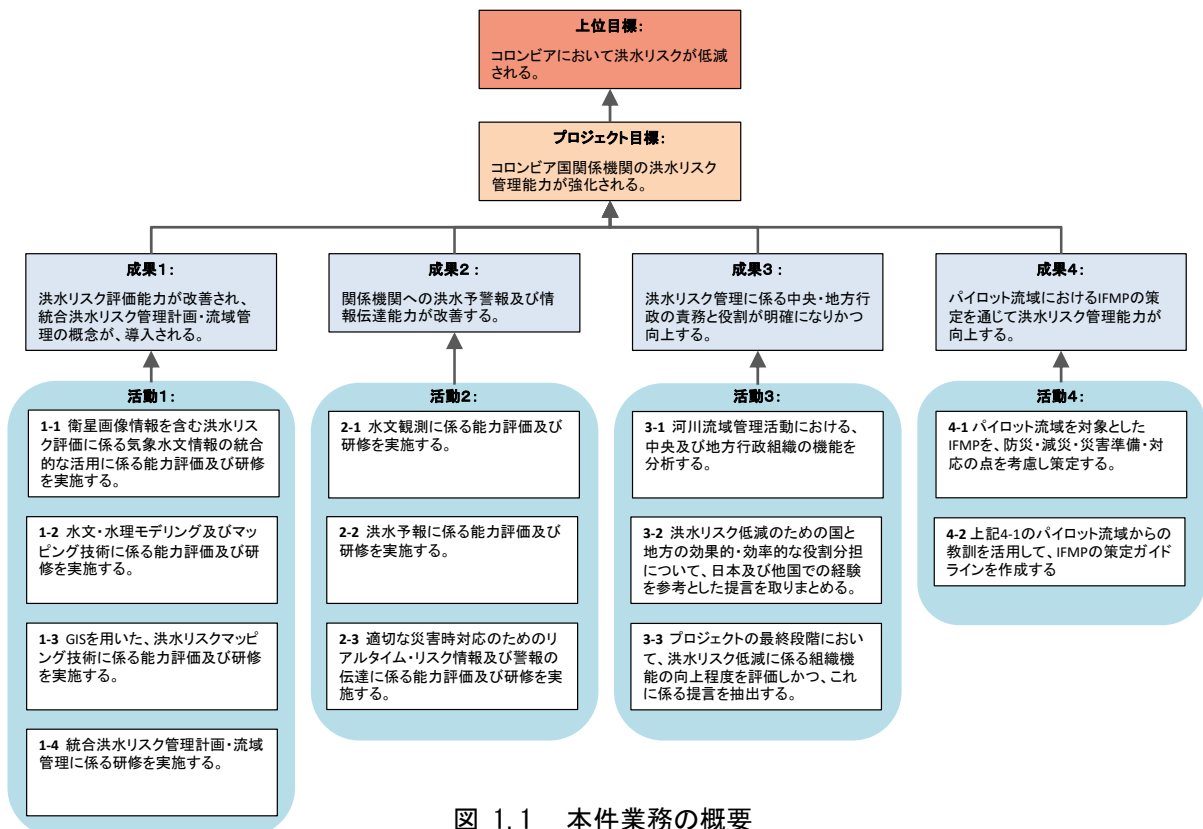 上位目標：
コロンビアにおいて洪水リスクが低減
される。
プロジェクト目標：
コロンビア国関係機関の洪水リスク
管理能力が強化される。
成果1：
洪水リスク評価能力が改善され、
統合洪水リスク管理計画・流域管
理の概念が、導入される。
成果2：
関係機関への洪水予警報及び情
報伝達能力が改善する。
成果3：
洪水リスク管理に係る中央・地方行
政の責務と役割が明確になりかつ
向上する。
成果4：
パイロット流域におけるIFMPの策
定を通じて洪水リスク管理能力が
向上する。
活動1：
1-1 衛星画像情報を含む洪水リス
ク評価に係る気象水文情報の統合
的な活用に係る能力評価及び研修
を実施する。
1-2 水文・水理モデリング及びマッ
ピング技術に係る能力評価及び研
修を実施する。
1-3 GISを用いた、洪水リスクマッピ
ング技術に係る能力評価及び研修
を実施する。
1-4 統合洪水リスク管理計画・流域
管理に係る研修を実施する。
活動2：
2-1 水文観測に係る能力評価及び
研修を実施する。
2-2 洪水予報に係る能力評価及び
研修を実施する。
2-3 適切な災害時対応のためのリ
アルタイム・リスク情報及び警報の
伝達に係る能力評価及び研修を実
施する。
活動3：
3-1 河川流域管理活動における、
中央及び地方行政組織の機能を
分析する。
3-2 洪水リスク低減のための国と
地方の効果的・効率的な役割分担
について、日本及び他国での経験
を参考とした提言を取りまとめる。
3-3 プロジェクトの最終段階におい
て、洪水リスク低減に係る組織機
能の向上程度を評価しかつ、これ
に係る提言を抽出する。
活動4：
4-1 パイロット流域を対象とした
IFMPを、防災・減災・災害準備・対
応の点を考慮し策定する。
4-2 上記4-1のパイロット流域からの
教訓を活用して、IFMPの策定ガイド
ラインを作成する
図 1.1 本件業務の概要